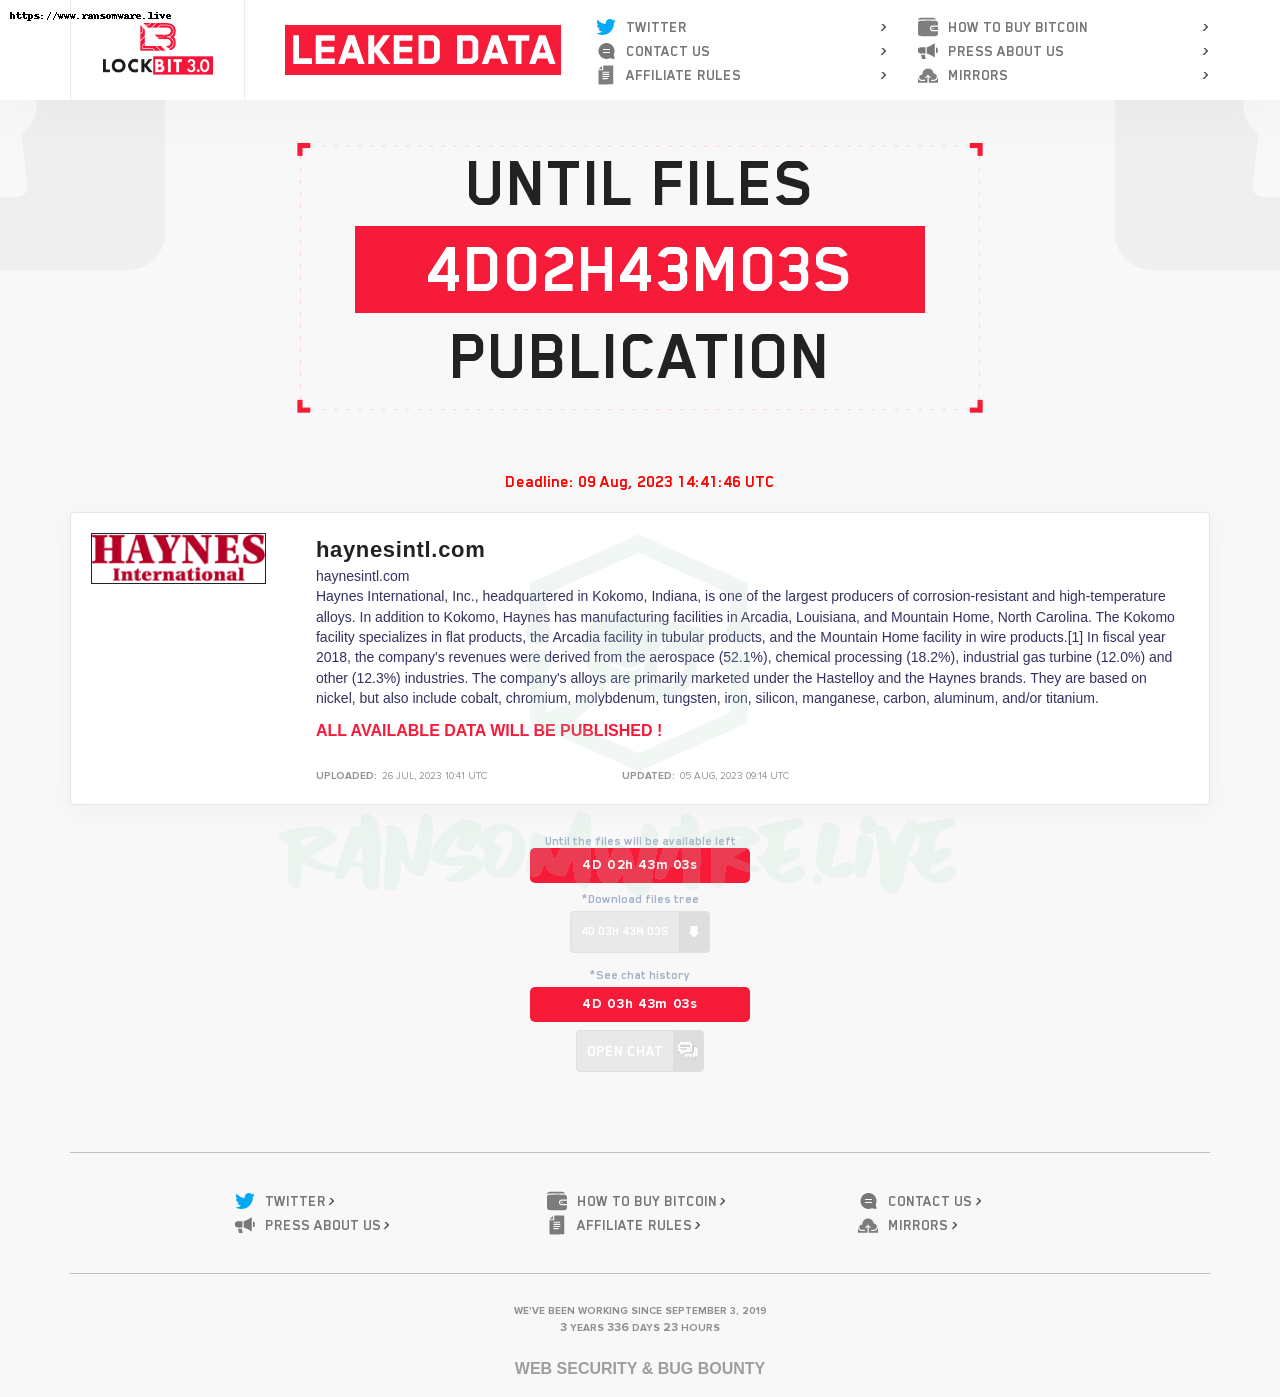 https://www.ransomware.live
LOCKBIT 3.0
LEAKED DATA
TWITTER
CONTACT US
AFFILIATE RULES
HOW TO BUY BITCOIN
PRESS ABOUT US
MIRRORS
UNTIL FILES
4D02H43M03S
PUBLICATION
Deadline: 09 Aug, 2023 14:41:46 UTC
HAYNES
International
haynesintl.com
haynesintl.com
Haynes International, Inc., headquartered in Kokomo, Indiana, is one of the largest producers of corrosion-resistant and high-temperature
alloys. In addition to Kokomo, Haynes has manufacturing facilities in Arcadia, Louisiana, and Mountain Home, North Carolina. The Kokomo
facility specializes in flat products, the Arcadia facility in tubular products, and the Mountain Home facility in wire products.[1] In fiscal year
2018, the company's revenues were derived from the aerospace (52.1%), chemical processing (18.2%), industrial gas turbine (12.0%) and
other (12.3%) industries. The company's alloys are primarily marketed under the Hastelloy and the Haynes brands. They are based on
nickel, but also include cobalt, chromium, molybdenum, tungsten, iron, silicon, manganese, carbon, aluminum, and/or titanium.
ALL AVAILABLE DATA WILL BE PUBLISHED !
UPLOADED: 26 JUL, 2023 10:41 UTC
UPDATED: 05 AUG, 2023 09:14 UTC
RANSOMWARE.LIVE
Until the files will be available left
4D 02h 43m 03s
*Download files tree
4D 03H 43M 03S
*See chat history
4D 03h 43m 03s
OPEN CHAT
TWITTER
HOW TO BUY BITCOIN
CONTACT US
PRESS ABOUT US
AFFILIATE RULES
MIRRORS
WE'VE BEEN WORKING SINCE SEPTEMBER 3, 2019
3 YEARS 336 DAYS 23 HOURS
WEB SECURITY & BUG BOUNTY